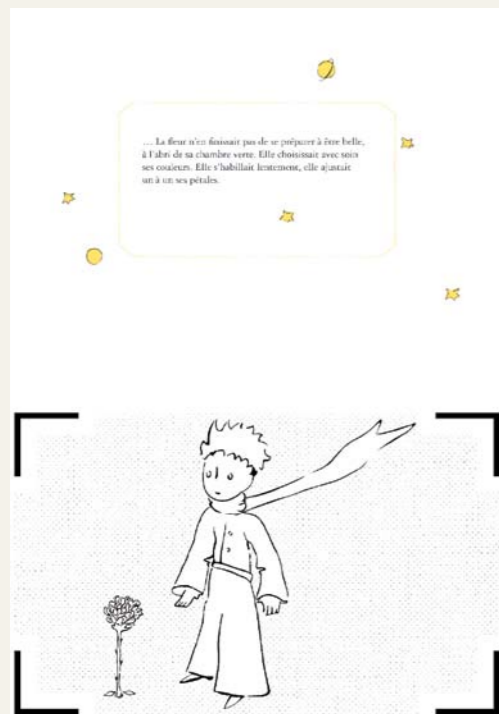 … La fleur n'en finissait pas de se préparer à être belle,
à l'abri de sa chambre verte. Elle choisissait avec soin
ses couleurs. Elle s'habillait lentement, elle ajustait
un à un ses pétales.